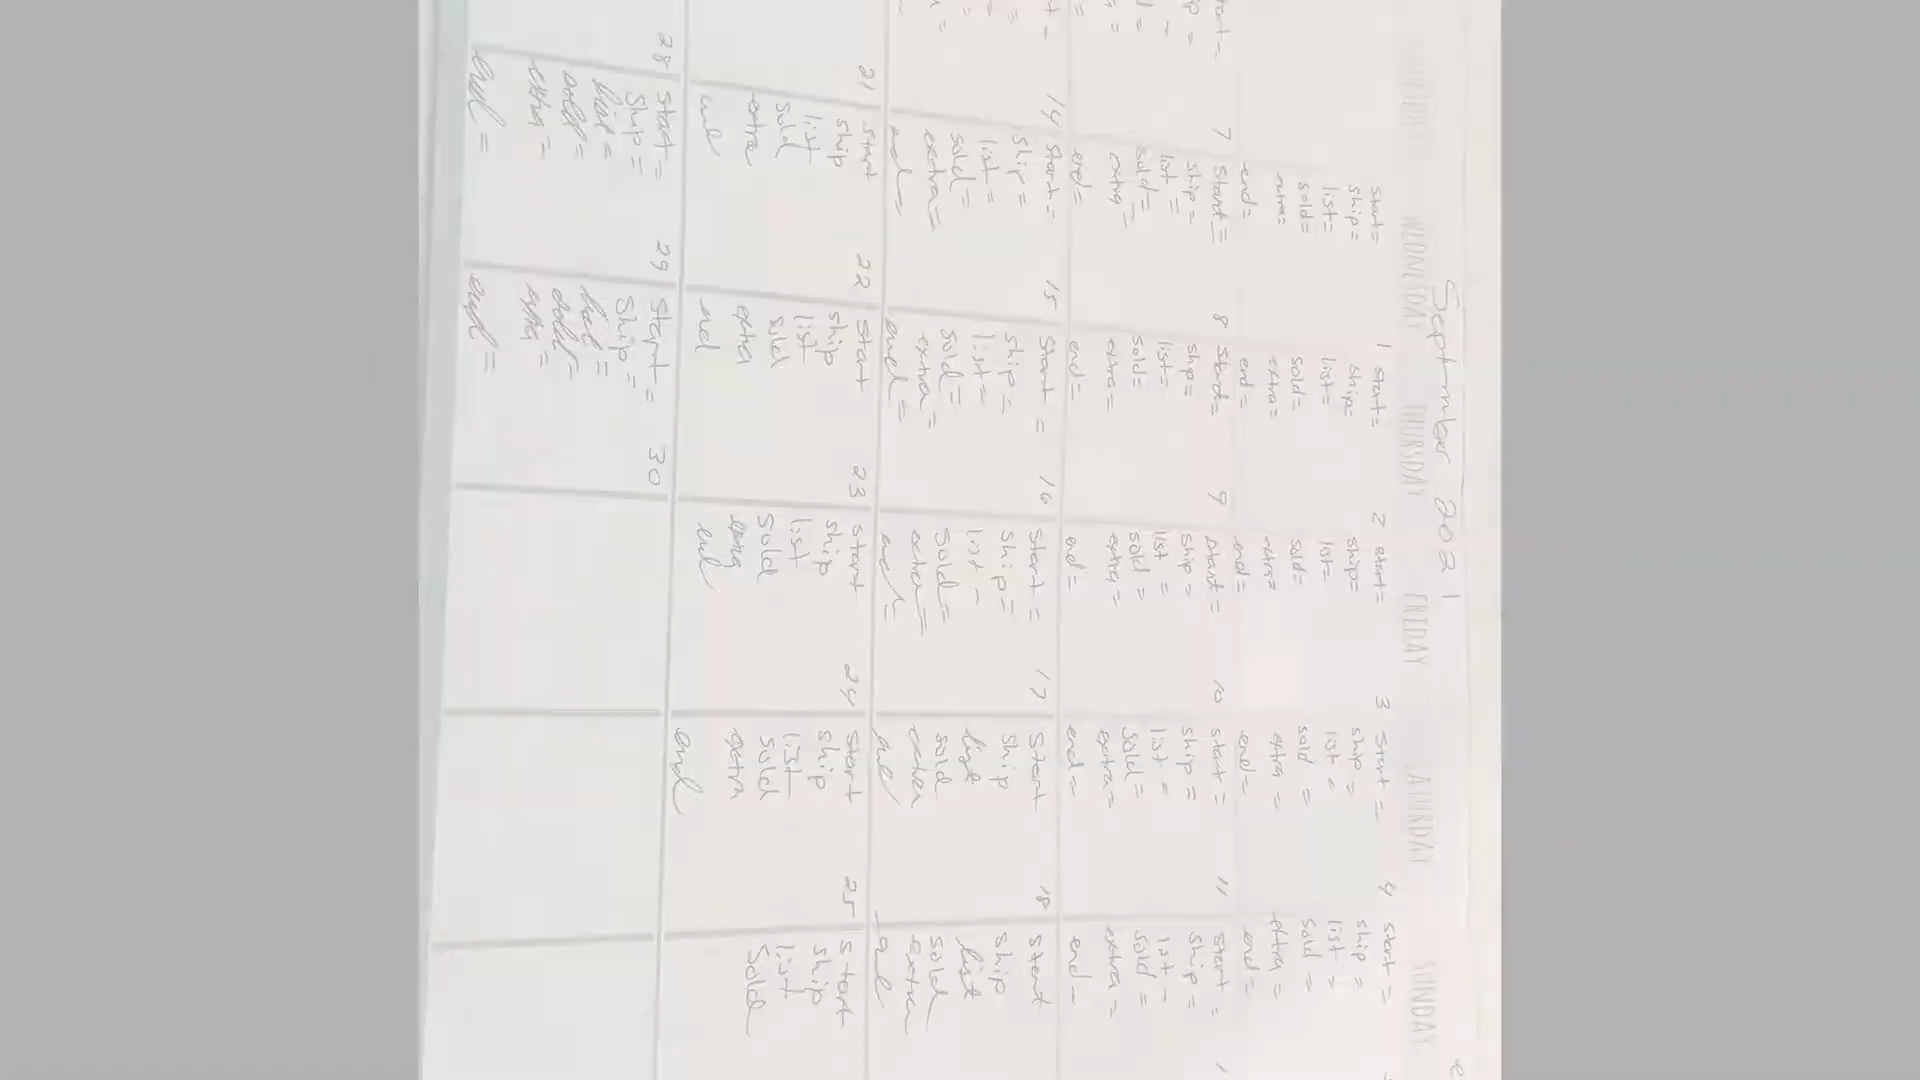 September 2021
WEDNESDAY
THURSDAY
FRIDAY
SATURDAY
SUNDAY
1
start=
ship=
list=
sold=
extra=
end=
2
start=
ship=
list=
sold=
extra=
end=
3
start=
ship=
list=
sold=
extra=
end=
4
start=
ship=
list=
sold=
extra=
end=
start=
ship=
list=
sold=
extra=
end=
7
8
start=
ship=
list=
sold=
extra=
end=
9
start=
ship=
list=
sold=
extra=
end=
10
start=
ship=
list=
sold=
extra=
end=
11
start=
ship=
list=
sold=
extra=
end=
start=
ship=
list-
sold=
extra=
end-
14
15
start=
ship=
list=
sold=
extra=
end=
16
start=
ship=
list=
sold=
extra=
end=
17
start=
ship=
list-
sold=
extra=
end=
18
start
ship
list
sold
extra
end
start
ship
list
sold
extra
end
21
22
start
ship
list
sold
extra
end
23
start
ship
list
sold
extra
end
24
start
ship
list
sold
extra
end
25
start
ship
list
sold
extra
end
start
ship
list
sold
28
29
start=
ship=
list=
sold=
extra=
end=
30
start=
ship=
list=
sold=
extra=
end=